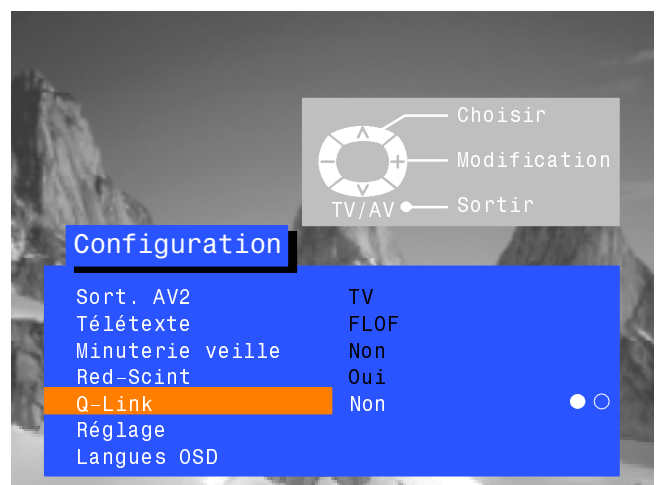 Choisir
− + Modification
TV/AV Sortir
Configuration
Sort. AV2 TV
Télétexte FLOF
Minuterie veille Non
Red-Scint Oui
Q-Link Non
Réglage
Langues OSD